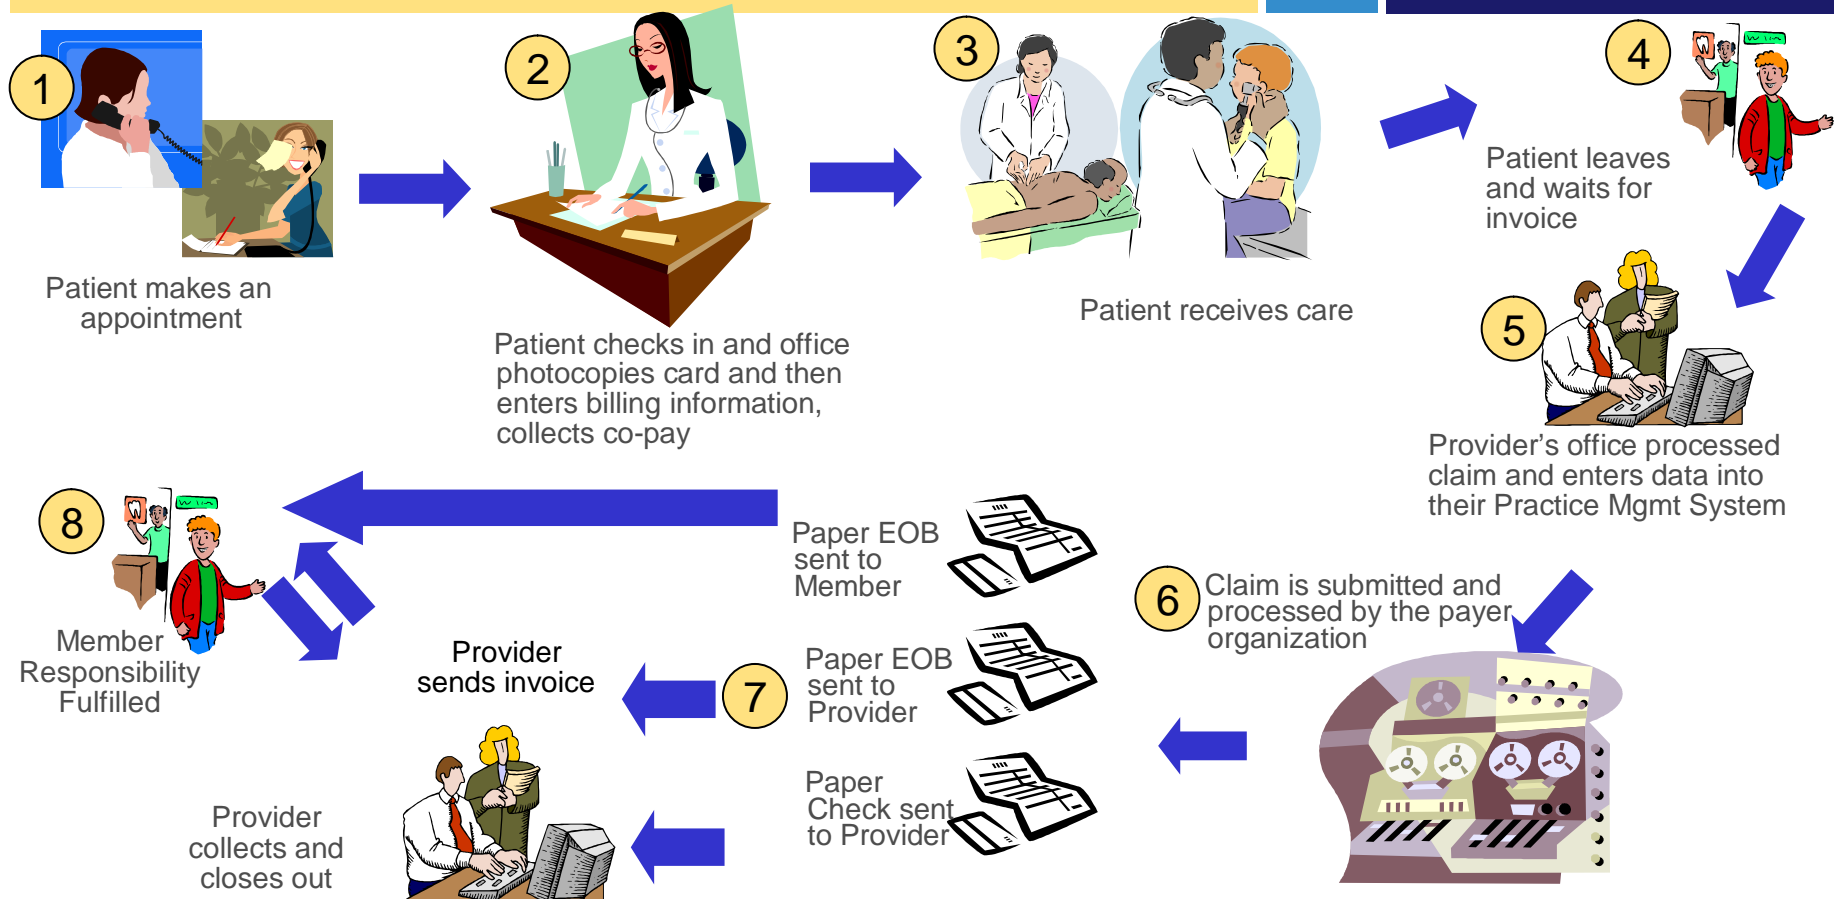 1
Patient makes an
appointment
2
Patient checks in and office
photocopies card and then
enters billing information,
collects co-pay
3
Patient receives care
4
Patient leaves
and waits for
invoice
5
Provider’s office processed
claim and enters data into
their Practice Mgmt System
6
Claim is submitted and
processed by the payer
organization
Paper EOB
sent to
Member
7
Paper EOB
sent to
Provider
Paper
Check sent
to Provider
Provider
sends invoice
Provider
collects and
closes out
8
Member
Responsibility
Fulfilled